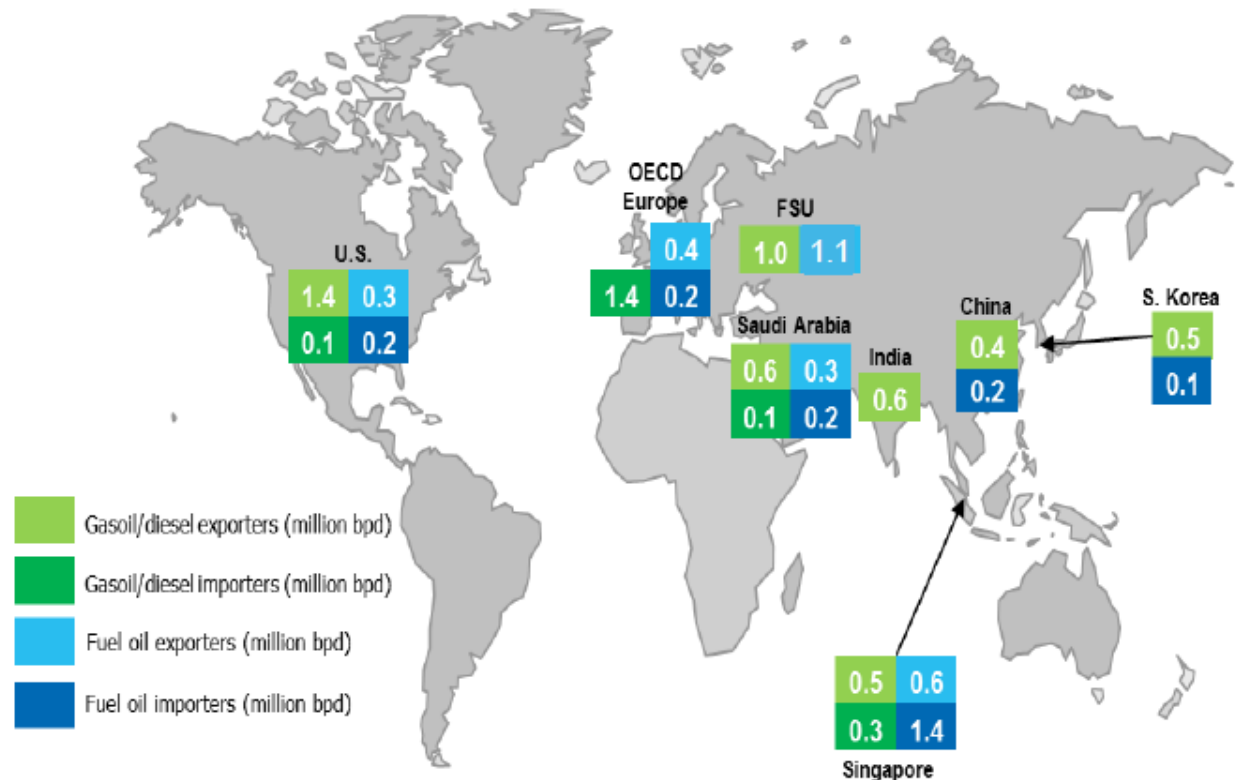 OECD
Europe
FSU
0.4
1.0 1.1
U.S.
1.4 0.3
1.4 0.2
0.1 0.2
S. Korea
China
Saudi Arabia
India
0.5
0.4
0.6 0.3
0.6
0.2
0.1
0.1 0.2
Gasoil/diesel exporters (million bpd)
Gasoil/diesel importers (million bpd)
Fuel oil exporters (million bpd)
Fuel oil importers (million bpd)
0.5 0.6
0.3 1.4
Singapore